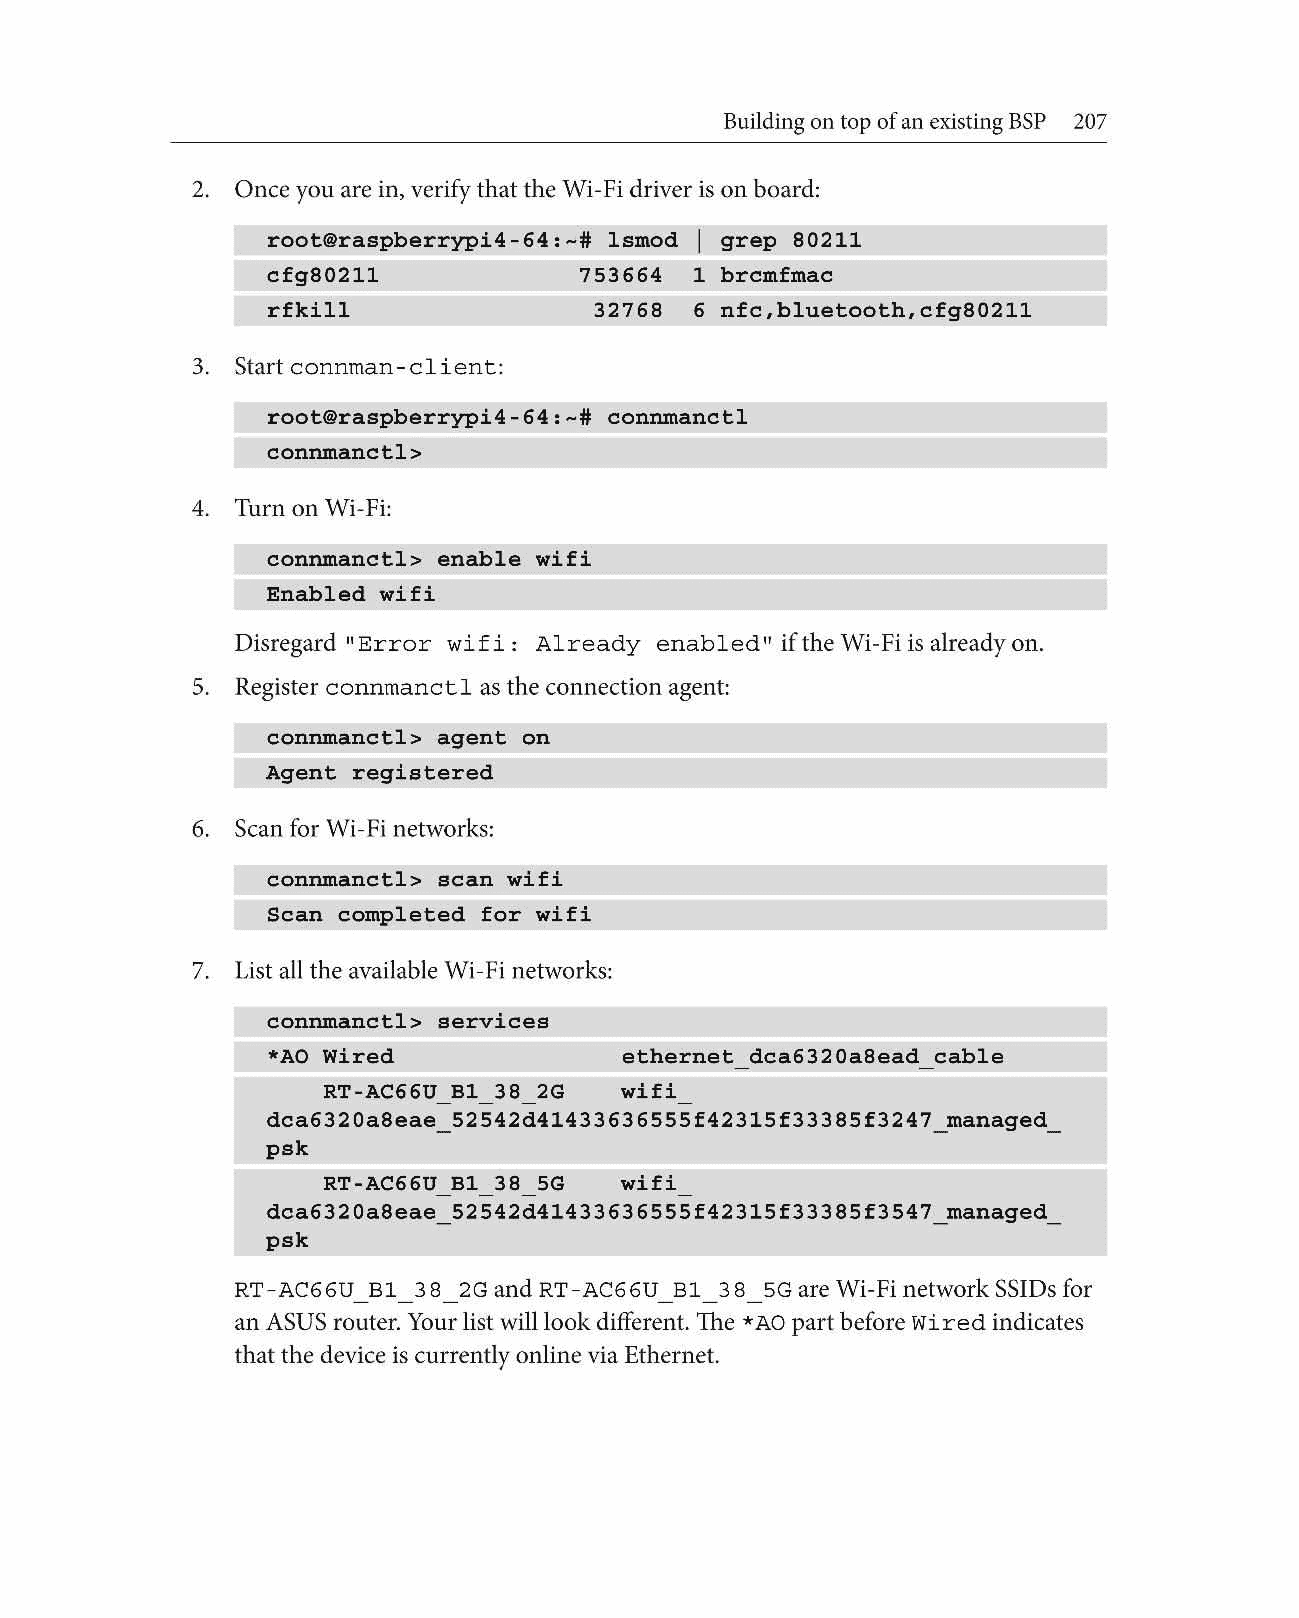 Building on top of an existing BSP 207
2. Once you are in, verify that the Wi-Fi driver is on board:
root@raspberrypi4-64:~# lsmod | grep 80211
cfg80211              753664  1 brcmfmac
rfkill                 32768  6 nfc,bluetooth,cfg80211
3. Start connman-client:
root@raspberrypi4-64:~# connmanctl
connmanctl>
4. Turn on Wi-Fi:
connmanctl> enable wifi
Enabled wifi
Disregard "Error wifi: Already enabled" if the Wi-Fi is already on.
5. Register connmanctl as the connection agent:
connmanctl> agent on
Agent registered
6. Scan for Wi-Fi networks:
connmanctl> scan wifi
Scan completed for wifi
7. List all the available Wi-Fi networks:
connmanctl> services
*AO Wired                ethernet_dca6320a8ead_cable
    RT-AC66U_B1_38_2G    wifi_
dca6320a8eae_52542d41433636555f42315f33385f3247_managed_
psk
    RT-AC66U_B1_38_5G    wifi_
dca6320a8eae_52542d41433636555f42315f33385f3547_managed_
psk
RT-AC66U_B1_38_2G and RT-AC66U_B1_38_5G are Wi-Fi network SSIDs for
an ASUS router. Your list will look different. The *AO part before Wired indicates
that the device is currently online via Ethernet.